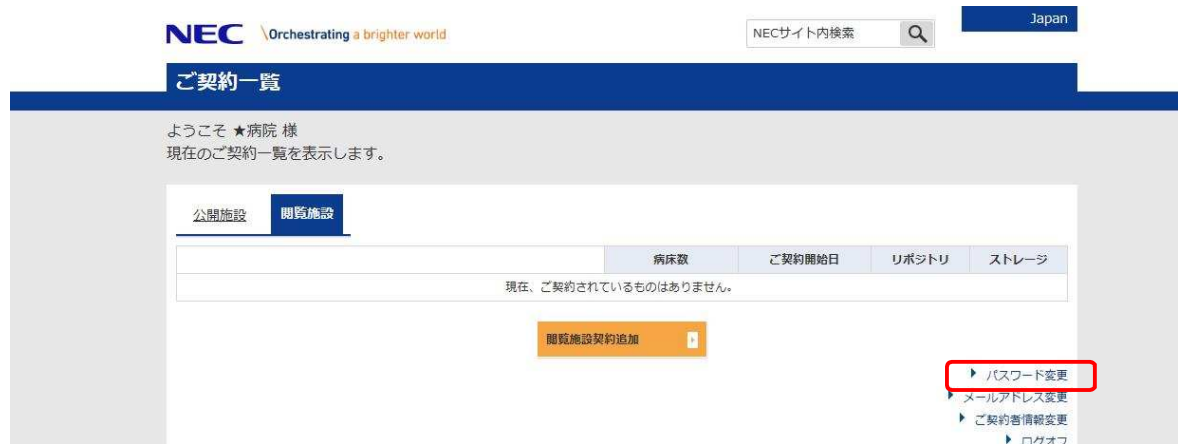 NEC \Orchestrating a brighter world
NECサイト内検索
Japan
ご契約一覧
ようこそ ★病院 様
現在のご契約一覧を表示します。
公開施設 閲覧施設
病床数 ご契約開始日 リポジトリ ストレージ
現在、ご契約されているものはありません。
閲覧施設契約追加
パスワード変更
メールアドレス変更
ご契約者情報変更
ログオフ